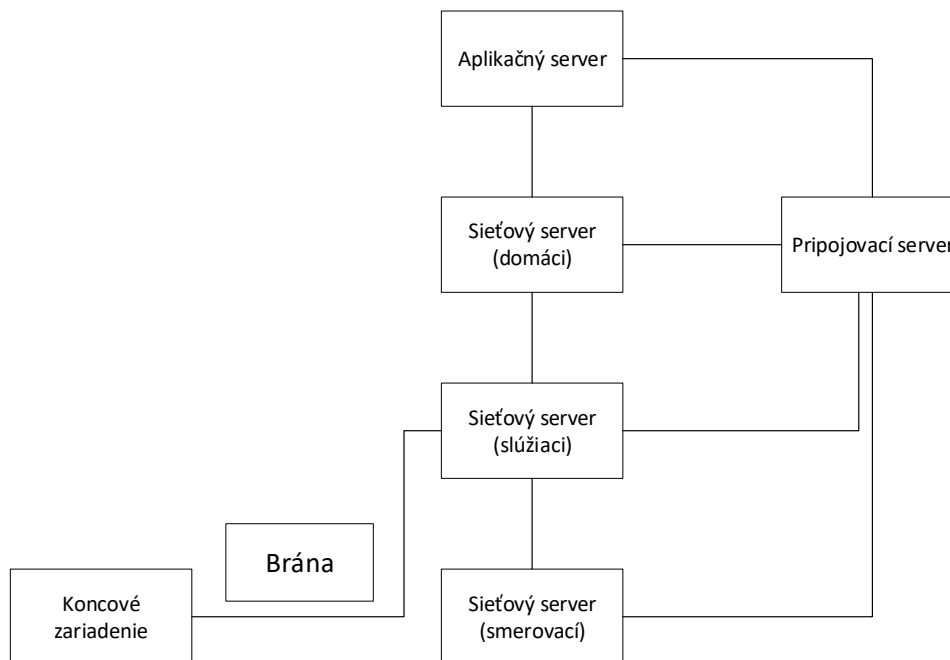 Aplikačný server
Sieťový server
(domáci)
Pripojovací server
Sieťový server
(slúžiaci)
Brána
Koncové
zariadenie
Sieťový server
(smerovací)